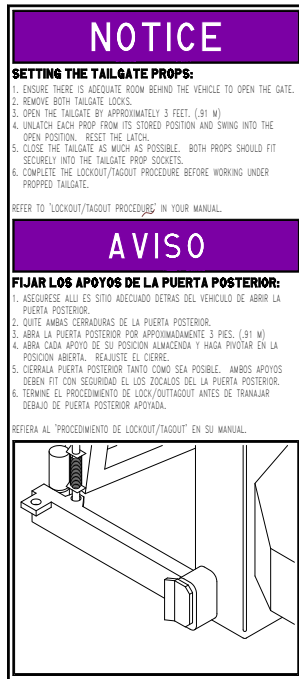 NOTICE
SETTING THE TAILGATE PROPS:
1. ENSURE THERE IS ADEQUATE ROOM BEHIND THE VEHICLE TO OPEN THE GATE.
2. REMOVE BOTH TAILGATE LOCKS.
3. OPEN THE TAILGATE BY APPROXIMATELY 3 FEET. (.91 M)
4. UNLATCH EACH PROP FROM ITS STORED POSITION AND SWING INTO THE
OPEN POSITION. RESET THE LATCH.
5. CLOSE THE TAILGATE AS MUCH AS POSSIBLE. BOTH PROPS SHOULD FIT
SECURELY INTO THE TAILGATE PROP SOCKETS.
6. COMPLETE THE LOCKOUT/TAGOUT PROCEDURE BEFORE WORKING UNDER
PROPPED TAILGATE.
REFER TO "LOCKOUT/TAGOUT PROCEDURE" IN YOUR MANUAL.
AVISO
FIJAR LOS APOYOS DE LA PUERTA POSTERIOR:
1. ASEGURESE ALLI ES SITIO ADECUADO DETRAS DEL VEHICULO DE ABRIR LA
PUERTA POSTERIOR.
2. QUITE AMBAS CERRADURAS DE LA PUERTA POSTERIOR.
3. ABRA LA PUERTA POSTERIOR POR APPOXIMADAMENTE 3 PIES. (.91 M)
4. ABRA CADA APOYO DE SU POSICION ALMACENDA Y HAGA PIVOTAR EN LA
POSICION ABIERTA. REAJUSTE EL CIERRE.
5. CIERRALA PUERTA POSTERIOR TANTO COMO SEA POSIBLE. AMBOS APOYOS
DEBEN FIT CON SEGURIDAD EL LOS ZOCALOS DEL LA PUERTA POSTERIOR.
6. TERMINE EL PROCEDIMIENTO DE LOCK/OUTTAGOUT ANTES DE TRANAJAR
DEBAJO DE PUERTA POSTERIOR APOYADA.
REFIERA AL "PROCEDIMIENTO DE LOCKOUT/TAGOUT" EN SU MANUAL.